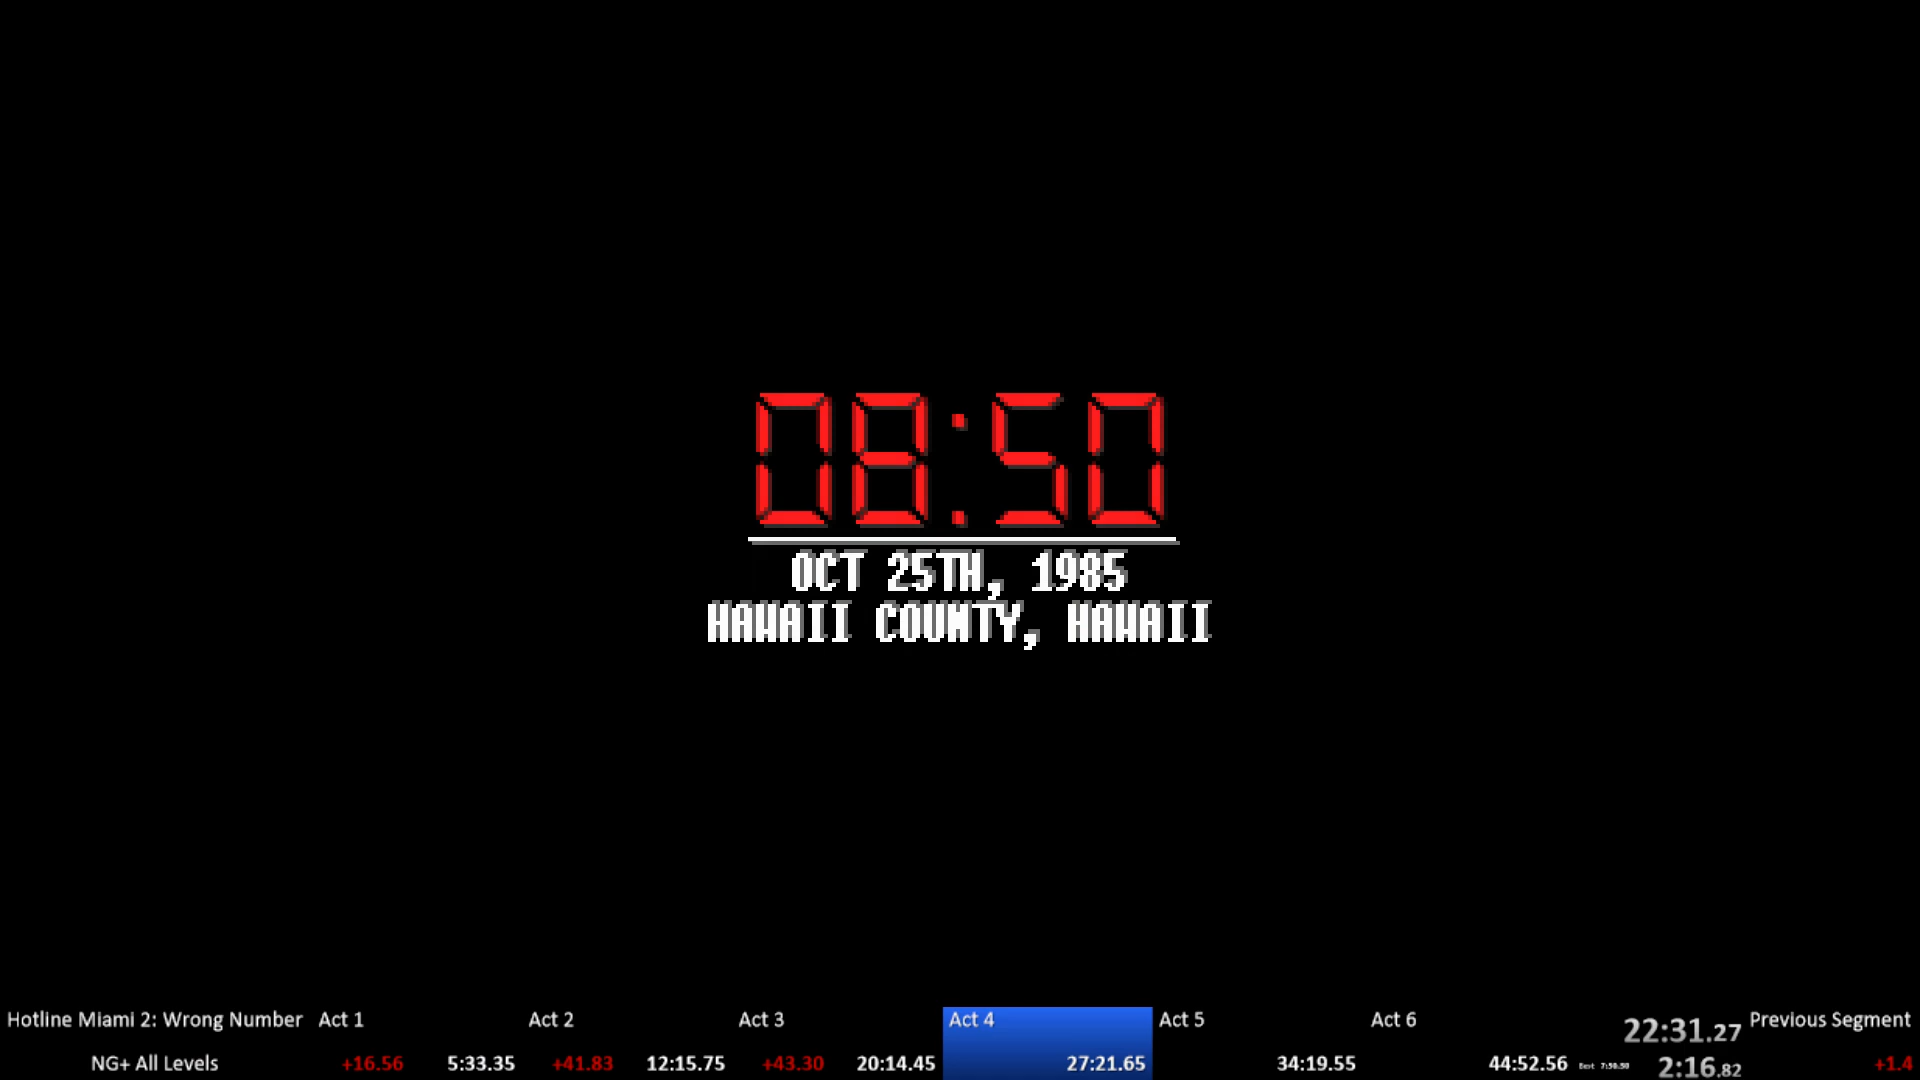 08:50
OCT 25TH, 1985
HAWAII COUNTY, HAWAII
Hotline Miami 2: Wrong Number Act 1 Act 2 Act 3 Act 4 Act 5 Act 6 22:31.27 Previous Segment
NG+ All Levels +16.56 5:33.35 +41.83 12:15.75 +43.30 20:14.45 27:21.65 34:19.55 44:52.56 Best 2:16.82 +1.4